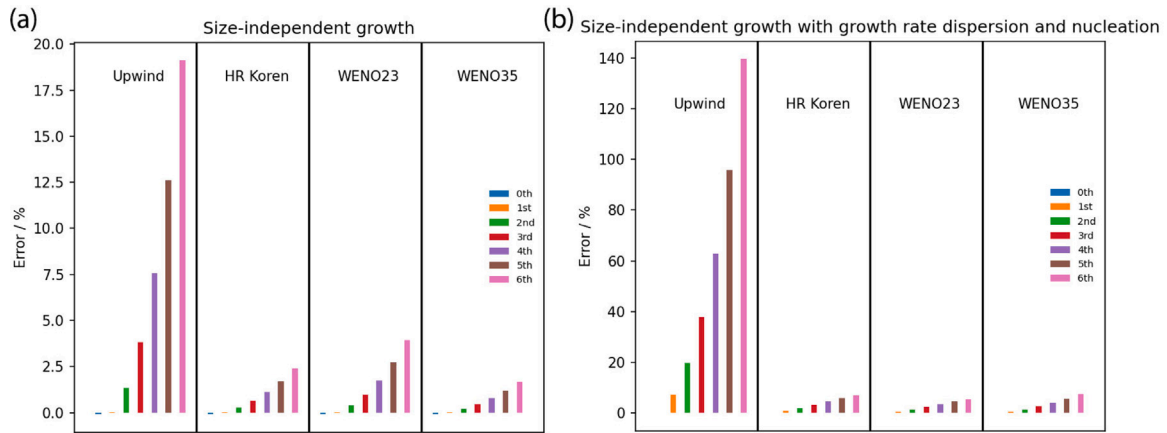 (a)
Size-independent growth
20.0
17.5
15.0
12.5
10.0
7.5
5.0
2.5
0.0
Error / %
Upwind
HR Koren
WENO23
WENO35
0th
1st
2nd
3rd
4th
5th
6th
(b)
Size-independent growth with growth rate dispersion and nucleation
140
120
100
80
60
40
20
0
Error / %
Upwind
HR Koren
WENO23
WENO35
0th
1st
2nd
3rd
4th
5th
6th